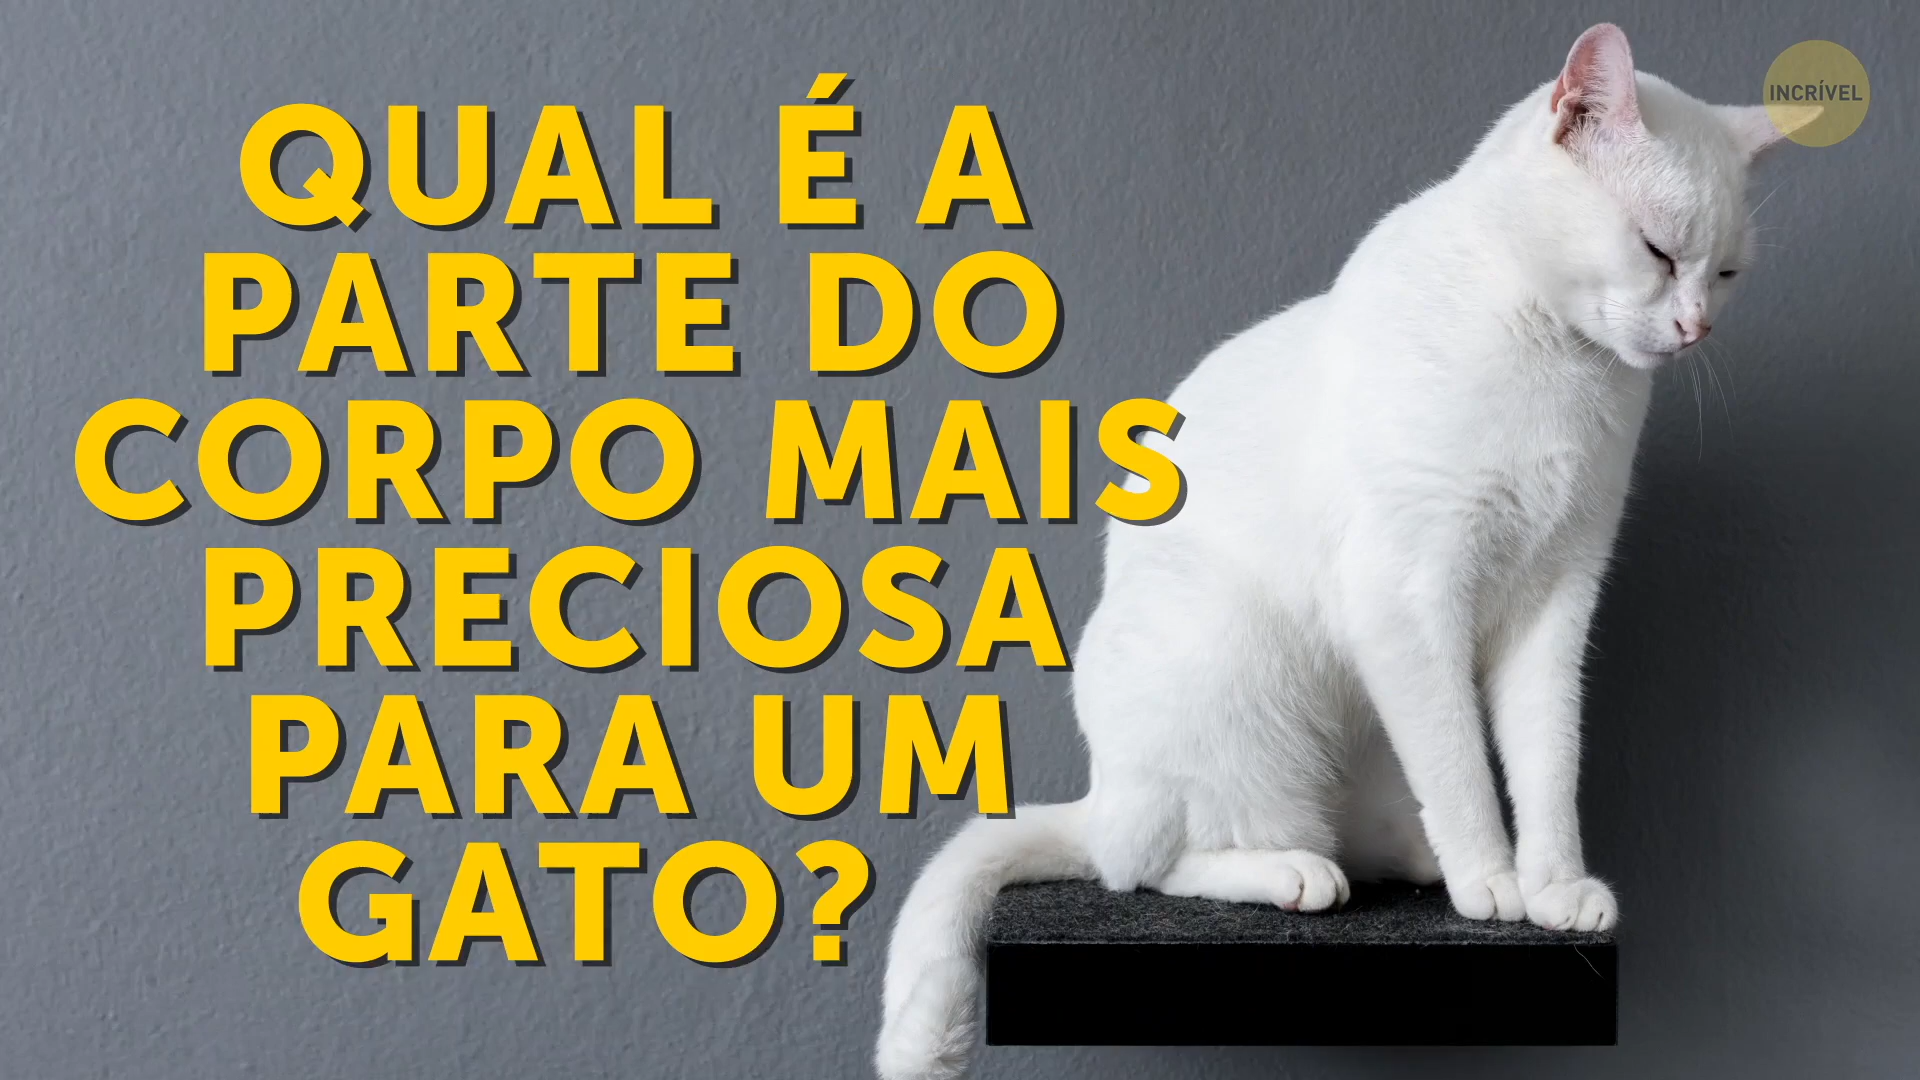 QUAL É A
PARTE DO
CORPO MAIS
PRECIOSA
PARA UM
GATO?
INCRÍVEL